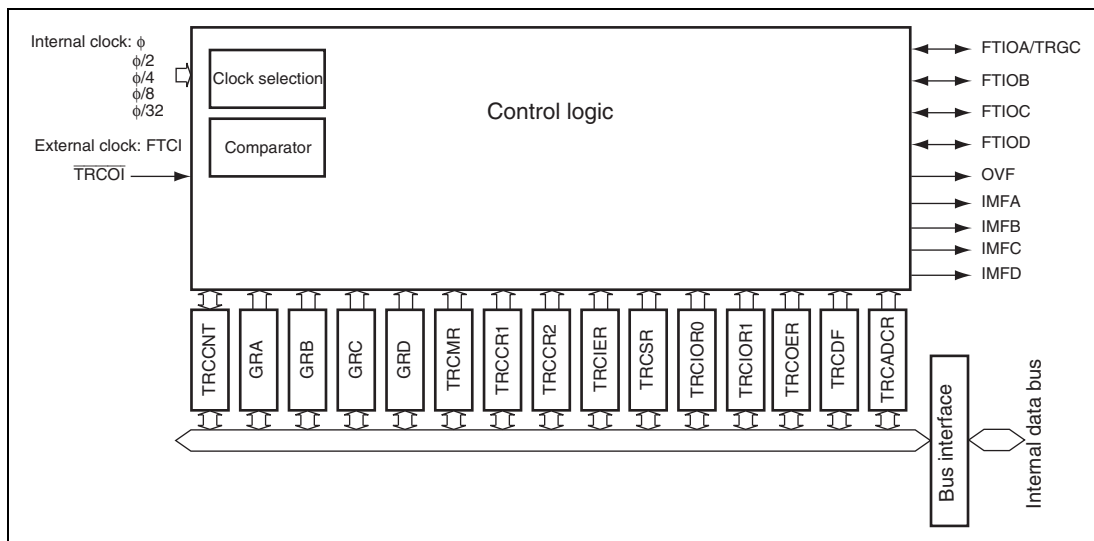 Internal clock: ϕ
ϕ/2
ϕ/4
ϕ/8
ϕ/32
External clock: FTCI
TRCOI
Clock selection
Comparator
Control logic
FTIOA/TRGC
FTIOB
FTIOC
FTIOD
OVF
IMFA
IMFB
IMFC
IMFD
TRCCNT
GRA
GRB
GRC
GRD
TRCMR
TRCCR1
TRCCR2
TRCIER
TRCSR
TRCIOR0
TRCIOR1
TRCOER
TRCDF
TRCADCR
Bus interface
Internal data bus